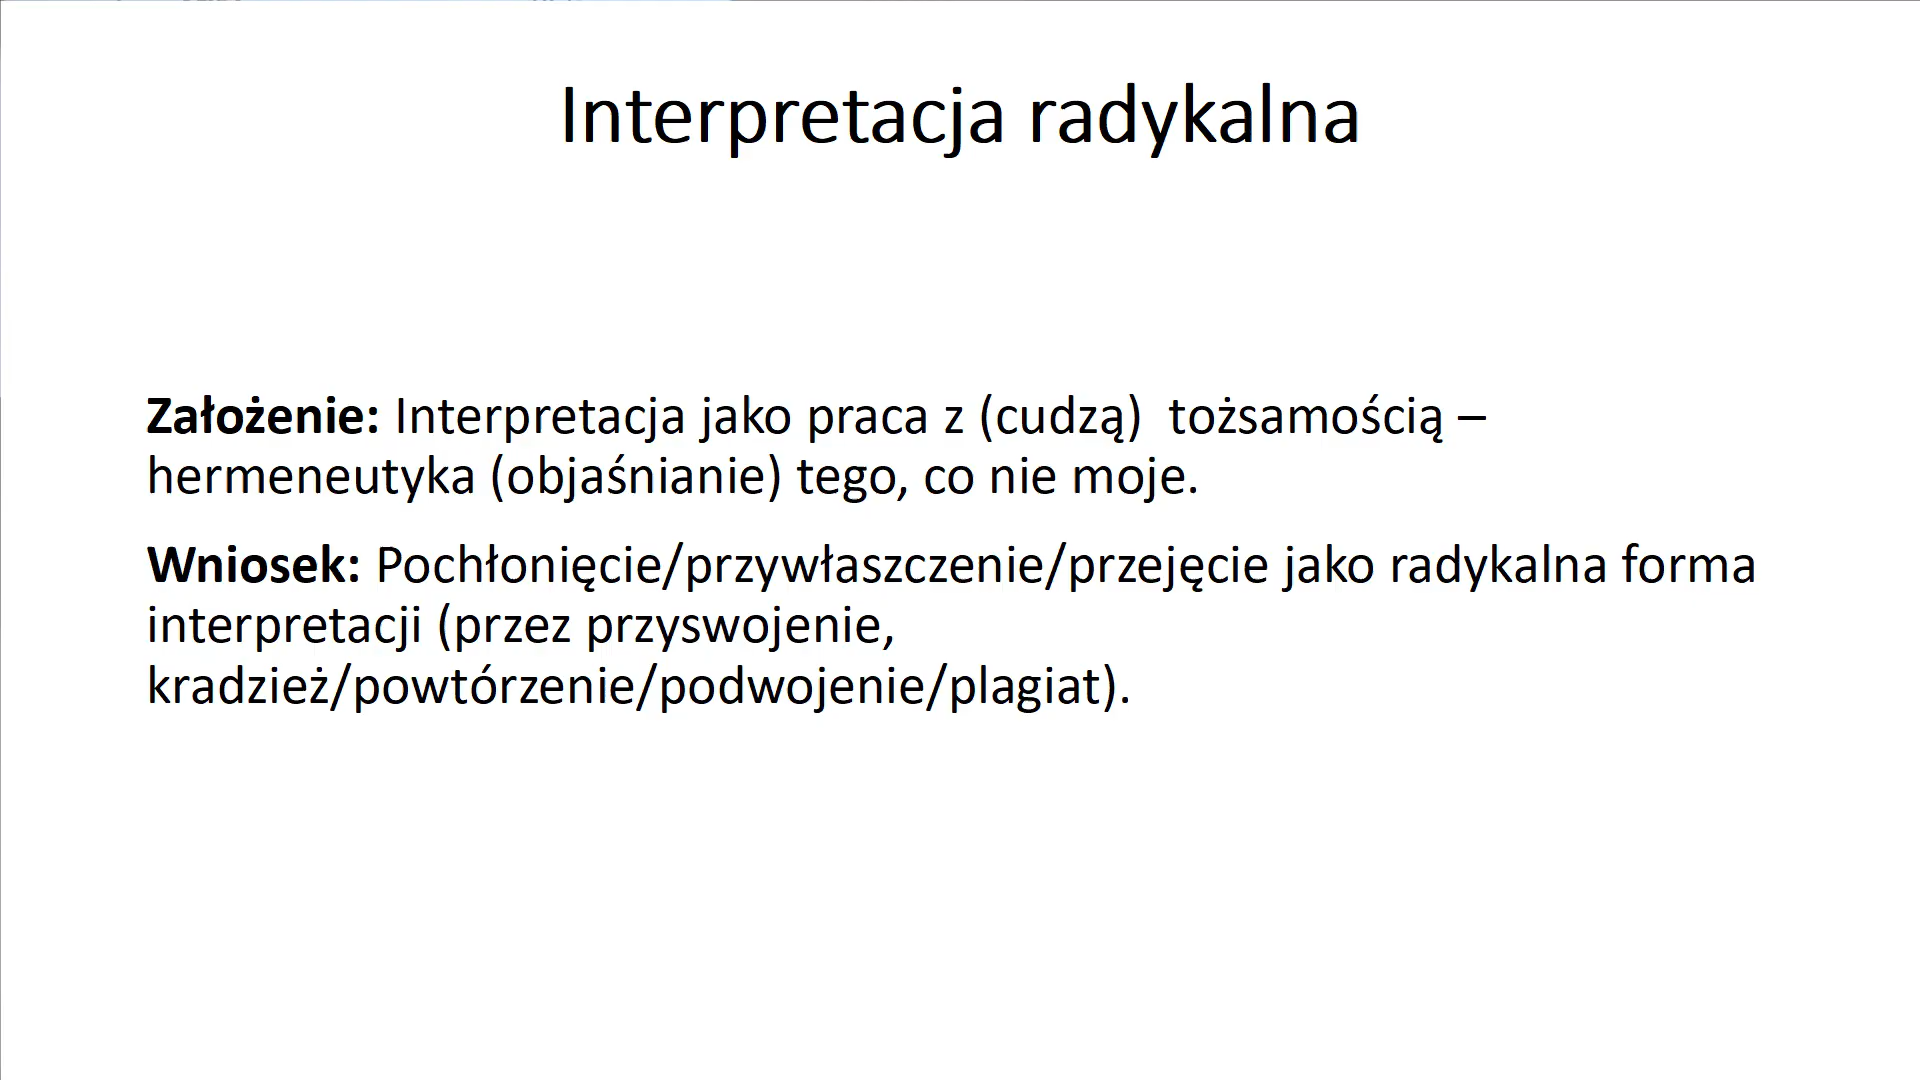 Interpretacja radykalna
Założenie: Interpretacja jako praca z (cudzą)  tożsamością –
hermeneutyka (objaśnianie) tego, co nie moje.
Wniosek: Pochłonięcie/przywłaszczenie/przejęcie jako radykalna forma
interpretacji (przez przyswojenie,
kradzież/powtórzenie/podwojenie/plagiat).